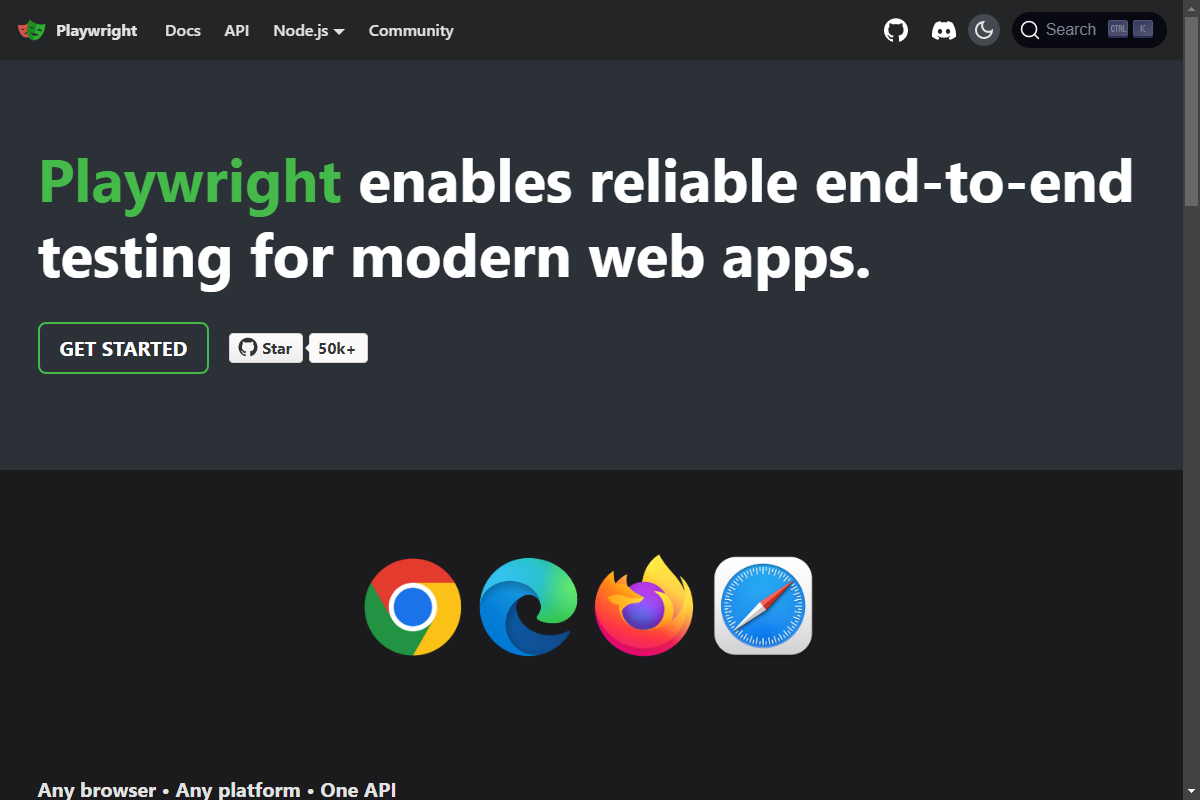 Playwright Docs API Node.js Community Search CTRL K
Playwright enables reliable end-to-end
testing for modern web apps.
GET STARTED Star 50k+
Any browser • Any platform • One API